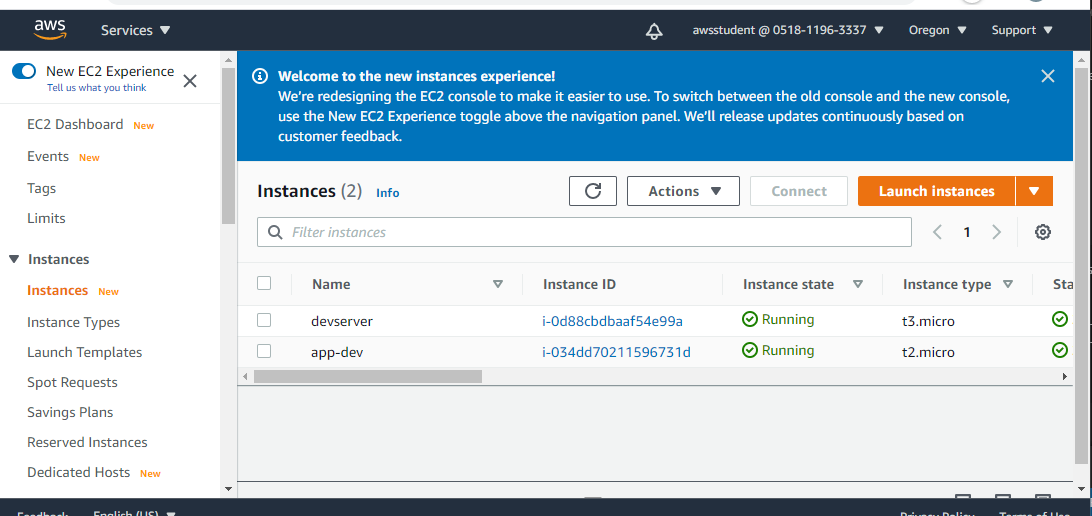 aws
Services
awsstudent @ 0518-1196-3337
Oregon
Support
New EC2 Experience
Tell us what you think
EC2 Dashboard New
Events New
Tags
Limits
Instances
Instances New
Instance Types
Launch Templates
Spot Requests
Savings Plans
Reserved Instances
Dedicated Hosts New
Welcome to the new instances experience!
We're redesigning the EC2 console to make it easier to use. To switch between the old console and the new console,
use the New EC2 Experience toggle above the navigation panel. We'll release updates continuously based on
customer feedback.
Instances (2) Info
Actions
Connect
Launch instances
Filter instances
1
Name Instance ID Instance state Instance type Sta
devserver i-0d88cbdbaaf54e99a Running t3.micro
app-dev i-034dd70211596731d Running t2.micro
Feedback English (US) Privacy Policy Terms of Use